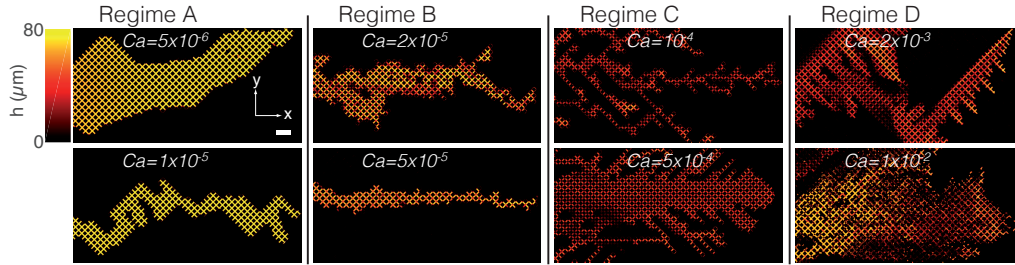 Regime A Regime B Regime C Regime D
80
h (µm)
0
Ca=5x10⁻⁶ Ca=2x10⁻⁵ Ca=10⁻⁴ Ca=2x10⁻³
y
x
Ca=1x10⁻⁵ Ca=5x10⁻⁵ Ca=5x10⁻⁴ Ca=1x10⁻²